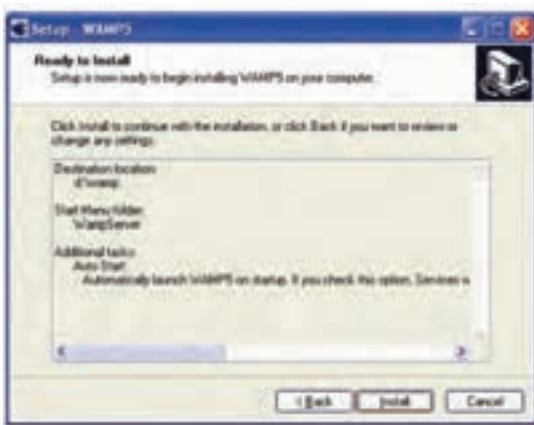 Setup - WAMP5
Ready to Install
Setup is now ready to begin installing WAMP5 on your computer.
Click Install to continue with the installation, or click Back if you want to review or
change any settings.
Destination location:
d:\wamp
Start Menu folder:
WampServer
Additional tasks:
Auto Start:
Automatically launch WAMP5 on startup. If you check this option, Services w
< Back
Install
Cancel